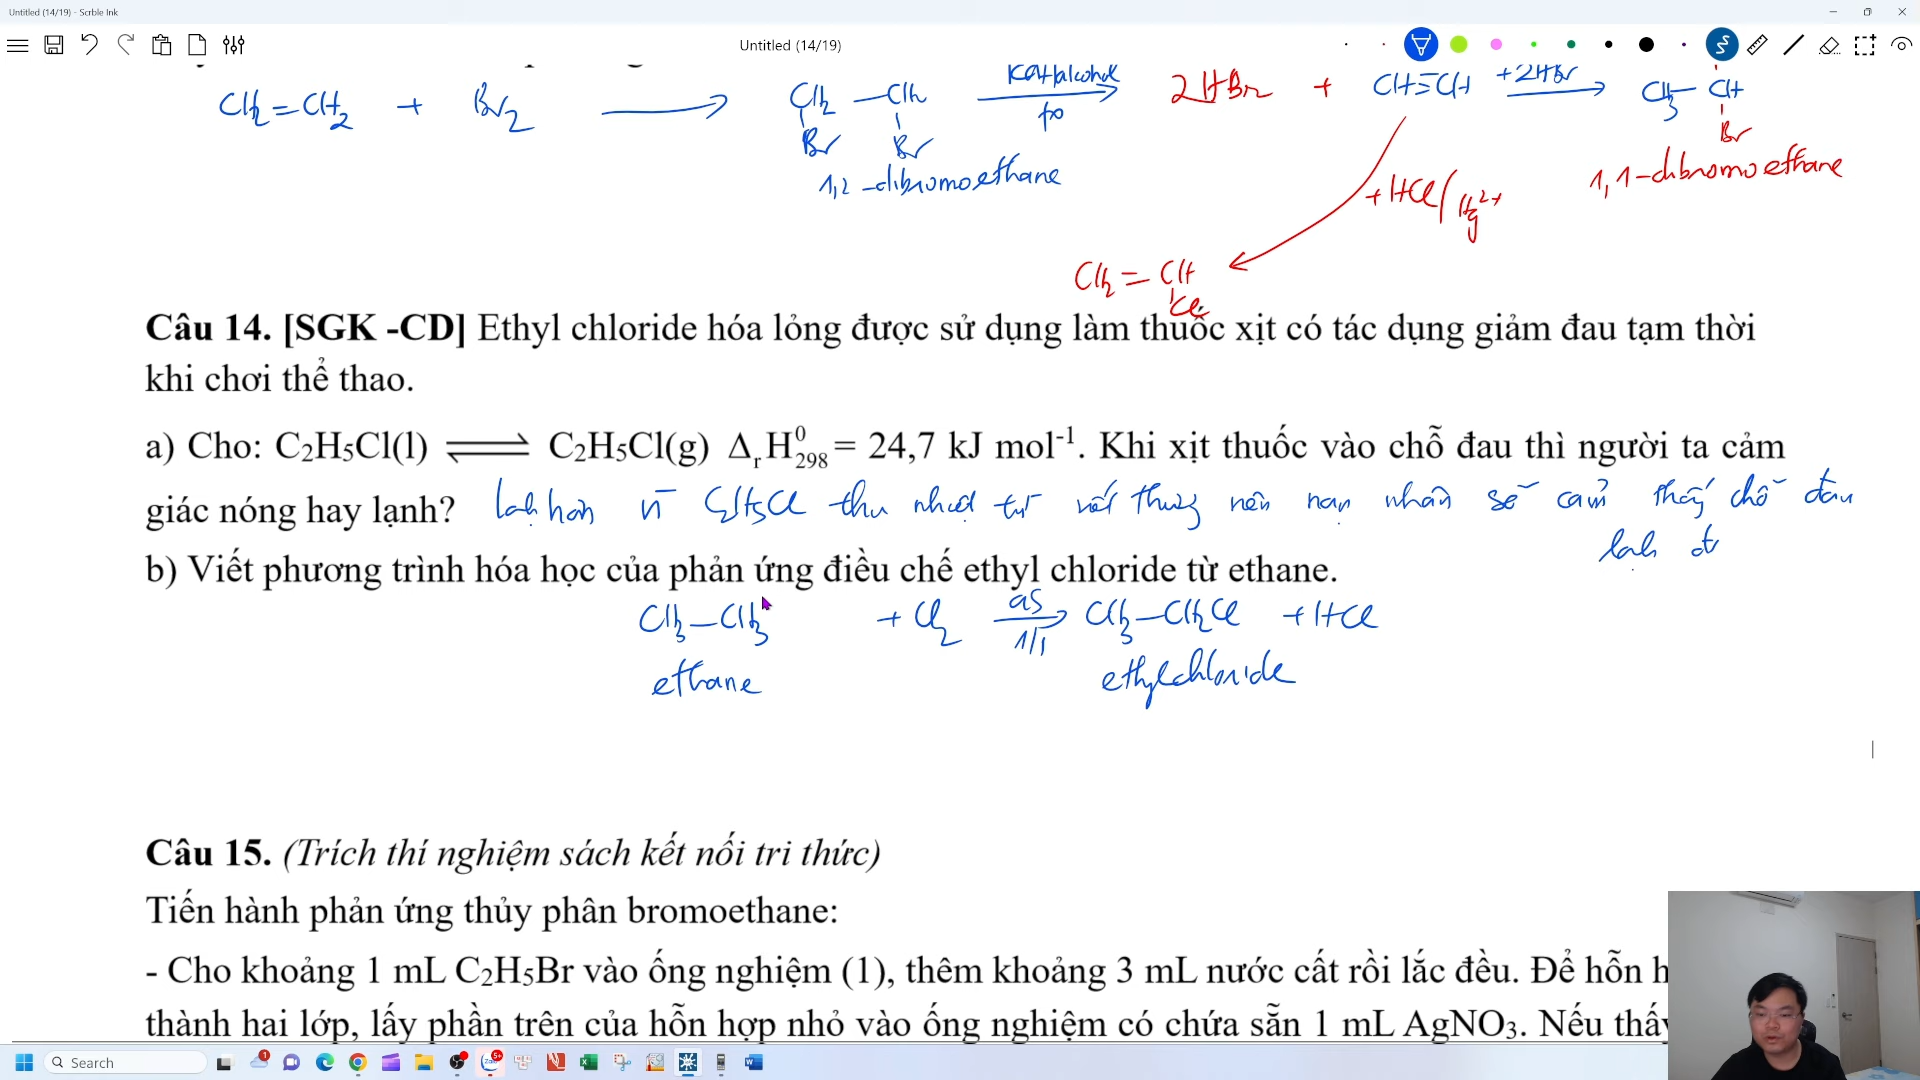 Untitled (14/19) - Scrble Ink
Untitled (14/19)
CH2=CH2 + Br2 → CH2 - CH2 KOH/alcohol t° 2HBr + CH≡CH +2HBr → CH3 - CH
Br Br Br
1,2-dibromoethane 1,1-dibromoethane
+HCl/Hg2+
CH2=CH
Cl
Câu 14. [SGK -CD] Ethyl chloride hóa lỏng được sử dụng làm thuốc xịt có tác dụng giảm đau tạm thời
khi chơi thể thao.
a) Cho: C2H5Cl(l) ⇌ C2H5Cl(g) ΔrH⁰298 = 24,7 kJ mol-1. Khi xịt thuốc vào chỗ đau thì người ta cảm
giác nóng hay lạnh? lạnh hơn vì C2H5Cl thu nhiệt từ vết thương nên nạn nhân sẽ cảm thấy chỗ đau
lạnh đ
b) Viết phương trình hóa học của phản ứng điều chế ethyl chloride từ ethane.
CH3-CH3 + Cl2 as 1/1 → CH3-CH2Cl + HCl
ethane ethylchloride
Câu 15. (Trích thí nghiệm sách kết nối tri thức)
Tiến hành phản ứng thủy phân bromoethane:
- Cho khoảng 1 mL C2H5Br vào ống nghiệm (1), thêm khoảng 3 mL nước cất rồi lắc đều. Để hỗn h
thành hai lớp, lấy phần trên của hỗn hợp nhỏ vào ống nghiệm có chứa sẵn 1 mL AgNO3. Nếu thấy
Search